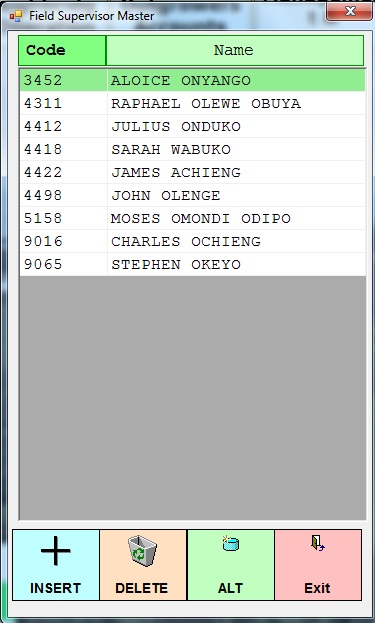 Field Supervisor Master
Code Name
3452 ALOICE ONYANGO
4311 RAPHAEL OLEWE OBUYA
4412 JULIUS ONDUKO
4418 SARAH WABUKO
4422 JAMES ACHIENG
4498 JOHN OLENGE
5158 MOSES OMONDI ODIPO
9016 CHARLES OCHIENG
9065 STEPHEN OKEYO
INSERT DELETE ALT Exit